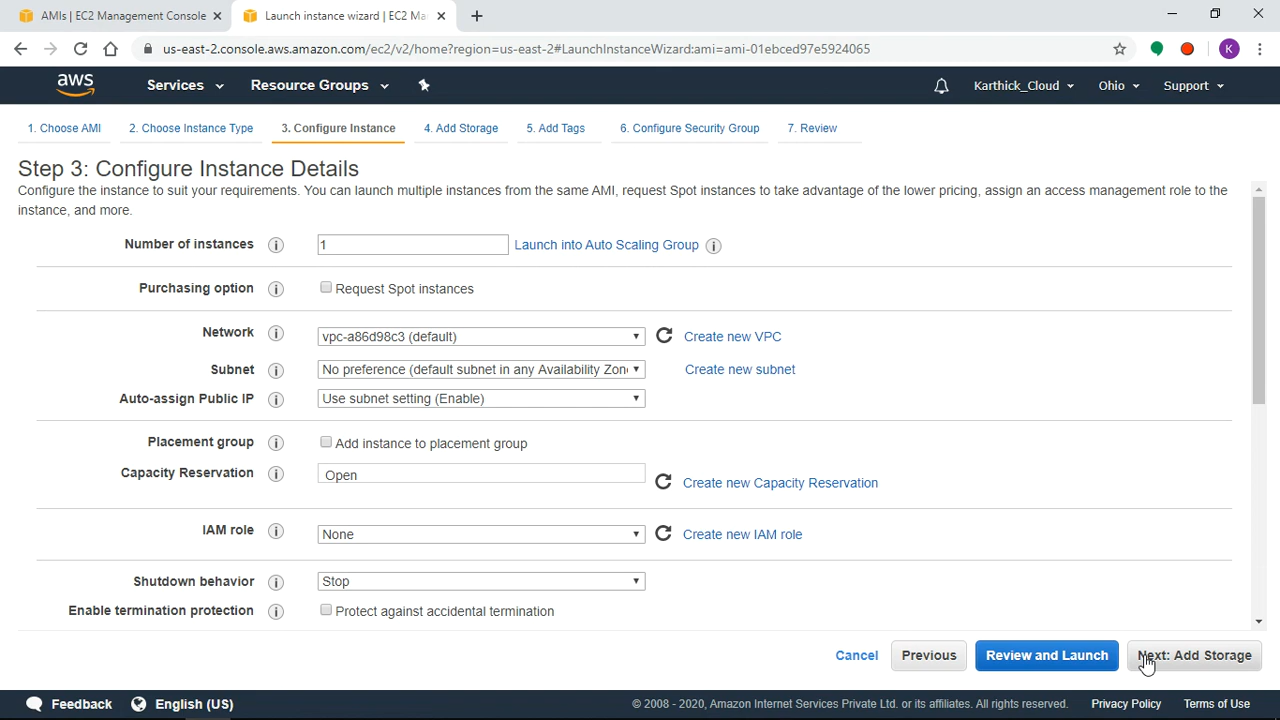 AMIs | EC2 Management Console
Launch instance wizard | EC2 Ma
us-east-2.console.aws.amazon.com/ec2/v2/home?region=us-east-2#LaunchInstanceWizard:ami=ami-01ebced97e5924065
K
aws
Services
Resource Groups
Karthick_Cloud
Ohio
Support
1. Choose AMI
2. Choose Instance Type
3. Configure Instance
4. Add Storage
5. Add Tags
6. Configure Security Group
7. Review
Step 3: Configure Instance Details
Configure the instance to suit your requirements. You can launch multiple instances from the same AMI, request Spot instances to take advantage of the lower pricing, assign an access management role to the
instance, and more.
Number of instances i 1 Launch into Auto Scaling Group i
Purchasing option i Request Spot instances
Network i vpc-a86d98c3 (default) Create new VPC
Subnet i No preference (default subnet in any Availability Zon Create new subnet
Auto-assign Public IP i Use subnet setting (Enable)
Placement group i Add instance to placement group
Capacity Reservation i Open Create new Capacity Reservation
IAM role i None Create new IAM role
Shutdown behavior i Stop
Enable termination protection i Protect against accidental termination
Cancel Previous Review and Launch Next: Add Storage
Feedback English (US) © 2008 - 2020, Amazon Internet Services Private Ltd. or its affiliates. All rights reserved. Privacy Policy Terms of Use